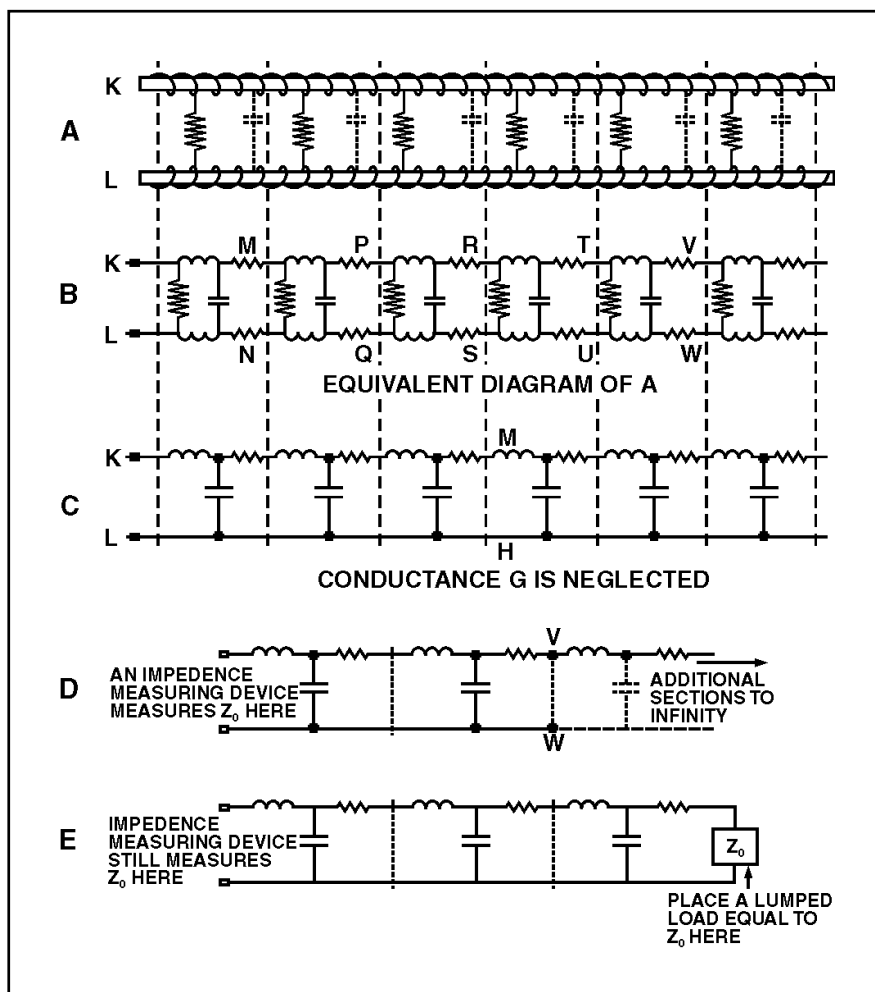 K
A
L
K M P R T V
B
L N Q S U W
EQUIVALENT DIAGRAM OF A
M
K
C
L
H
CONDUCTANCE G IS NEGLECTED
V
D
AN IMPEDENCE
MEASURING DEVICE
MEASURES Z₀ HERE
ADDITIONAL
SECTIONS TO
INFINITY
W
E
IMPEDENCE
MEASURING DEVICE
STILL MEASURES
Z₀ HERE
Z₀
PLACE A LUMPED
LOAD EQUAL TO
Z₀ HERE